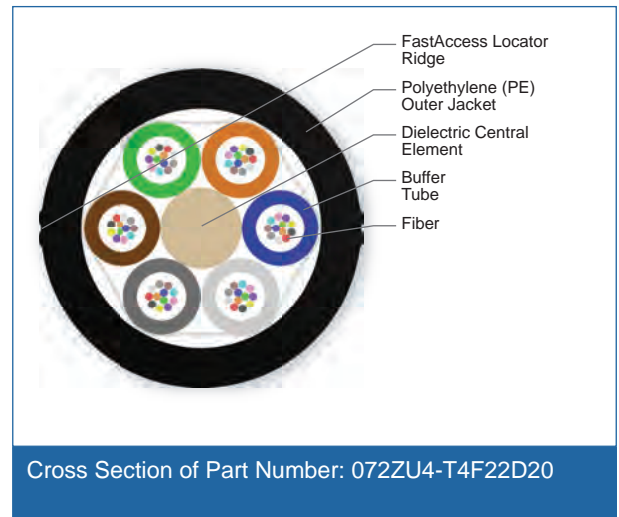 FastAccess Locator
Ridge
Polyethylene (PE)
Outer Jacket
Dielectric Central
Element
Buffer
Tube
Fiber
Cross Section of Part Number: 072ZU4-T4F22D20